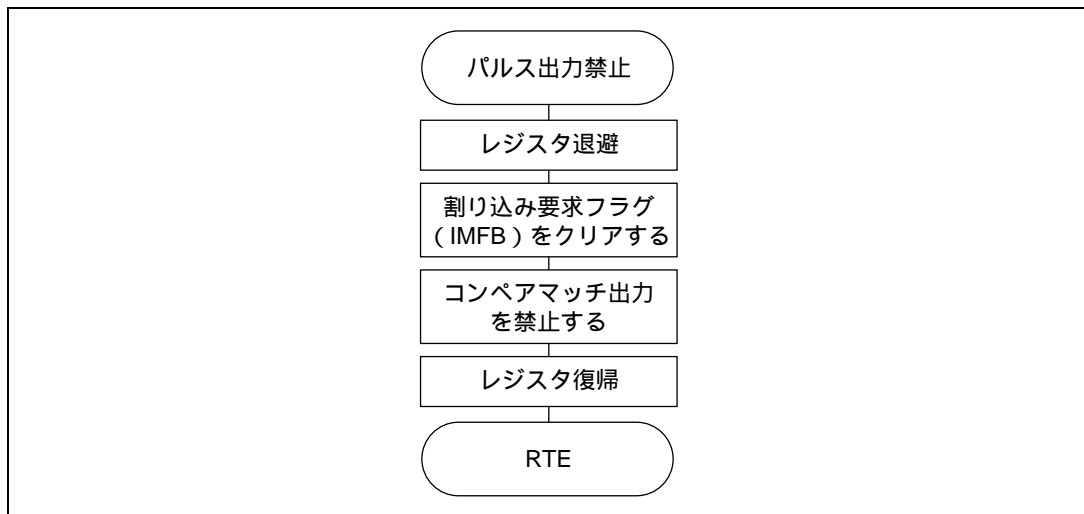 パルス出力禁止
レジスタ退避
割り込み要求フラグ
（IMFB）をクリアする
コンペアマッチ出力
を禁止する
レジスタ復帰
RTE